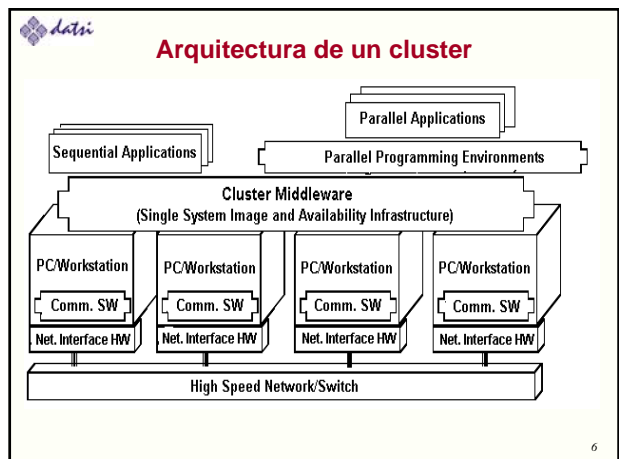 datsi
Arquitectura de un cluster
Parallel Applications
Sequential Applications
Parallel Programming Environments
Cluster Middleware
(Single System Image and Availability Infrastructure)
PC/Workstation
PC/Workstation
PC/Workstation
PC/Workstation
Comm. SW
Comm. SW
Comm. SW
Comm. SW
Net. Interface HW
Net. Interface HW
Net. Interface HW
Net. Interface HW
High Speed Network/Switch
6